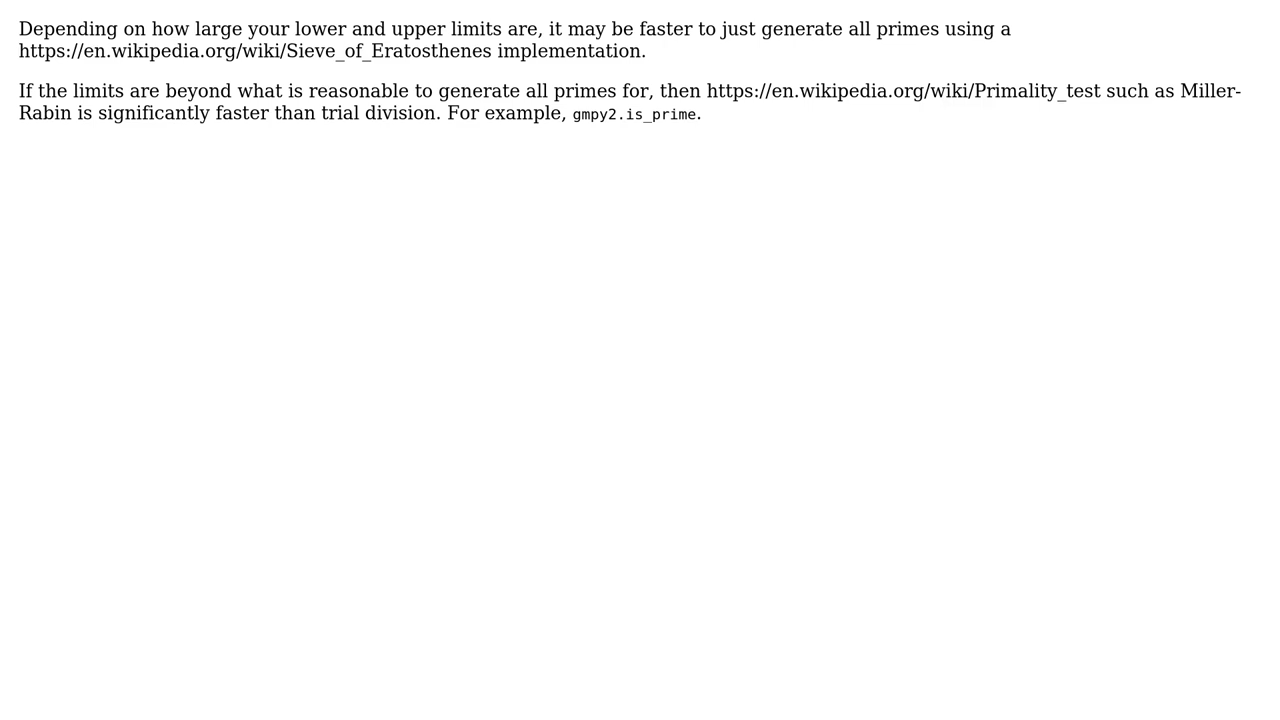 Depending on how large your lower and upper limits are, it may be faster to just generate all primes using a
https://en.wikipedia.org/wiki/Sieve_of_Eratosthenes implementation.
If the limits are beyond what is reasonable to generate all primes for, then https://en.wikipedia.org/wiki/Primality_test such as Miller-
Rabin is significantly faster than trial division. For example, gmpy2.is_prime.